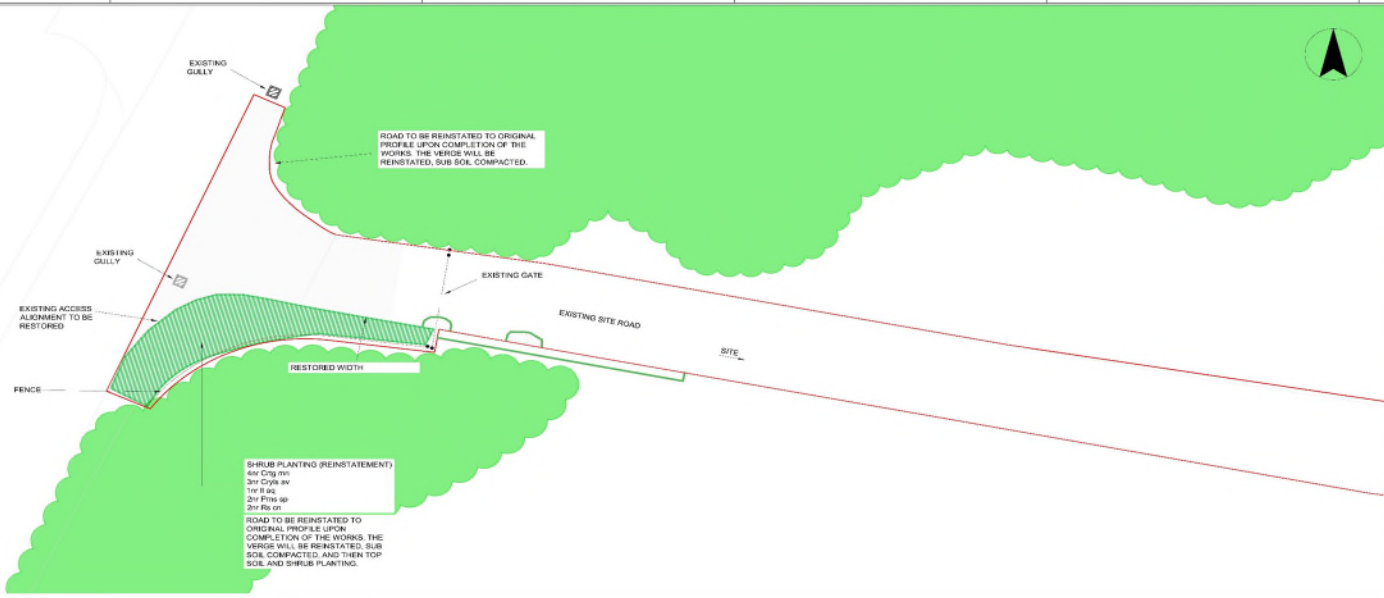 EXISTING
GULLY
ROAD TO BE REINSTATED TO ORIGINAL
PROFILE UPON COMPLETION OF THE
WORKS. THE VERGE WILL BE
REINSTATED, SUB SOIL COMPACTED.
EXISTING
GULLY
EXISTING GATE
EXISTING ACCESS
ALIGNMENT TO BE
RESTORED
EXISTING SITE ROAD
SITE
RESTORED WIDTH
FENCE
SHRUB PLANTING (REINSTATEMENT)
4nr Crtg mn
3nr Cryla av
1nr Il aq
2nr Prns sp
2nr Rs cn
ROAD TO BE REINSTATED TO
ORIGINAL PROFILE UPON
COMPLETION OF THE WORKS. THE
VERGE WILL BE REINSTATED, SUB
SOIL COMPACTED, AND THEN TOP
SOIL AND SHRUB PLANTING.